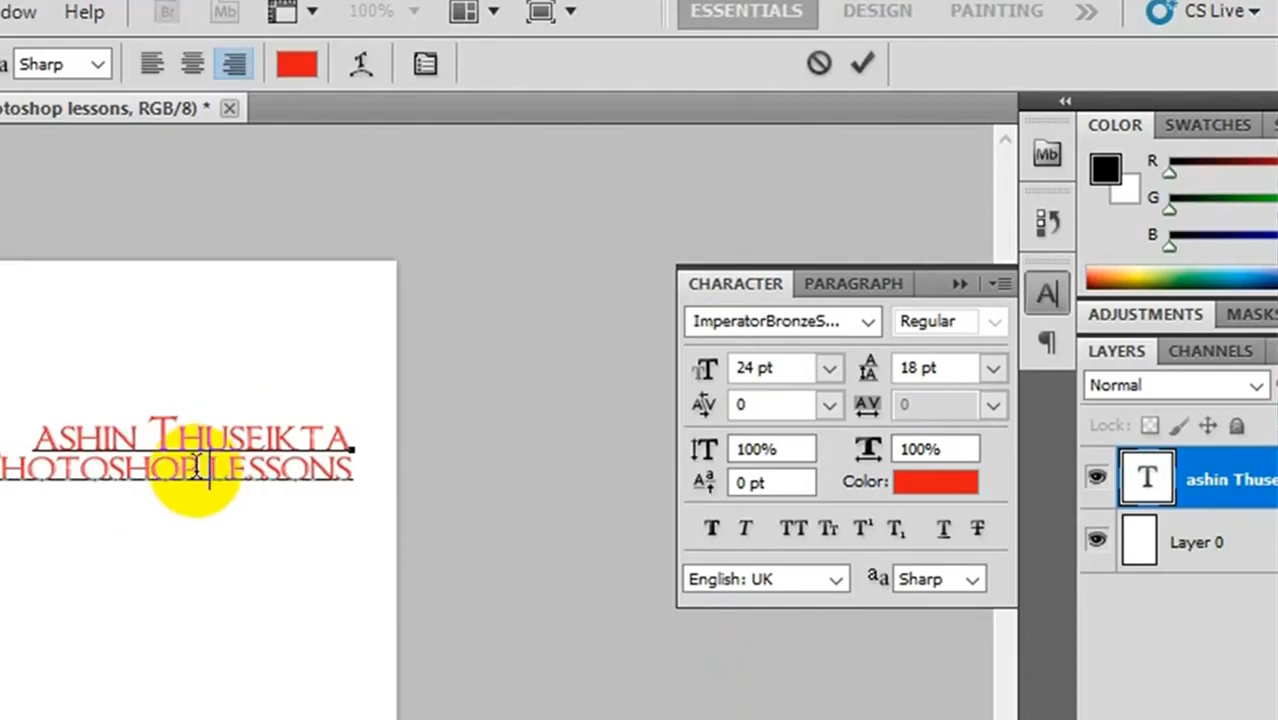 dow Help 100% ESSENTIALS DESIGN PAINTING CS Live
a Sharp
otoshop lessons, RGB/8) *
COLOR SWATCHES
Mb
R
G
B
CHARACTER PARAGRAPH
ImperatorBronzeS... Regular
24 pt 18 pt
0 0
100% 100%
0 pt Color:
English: UK aa Sharp
ADJUSTMENTS MASKS
LAYERS CHANNELS
Normal
Lock:
ashin Thuse
Layer 0
ashin Thuseikta
hotoshop lessons